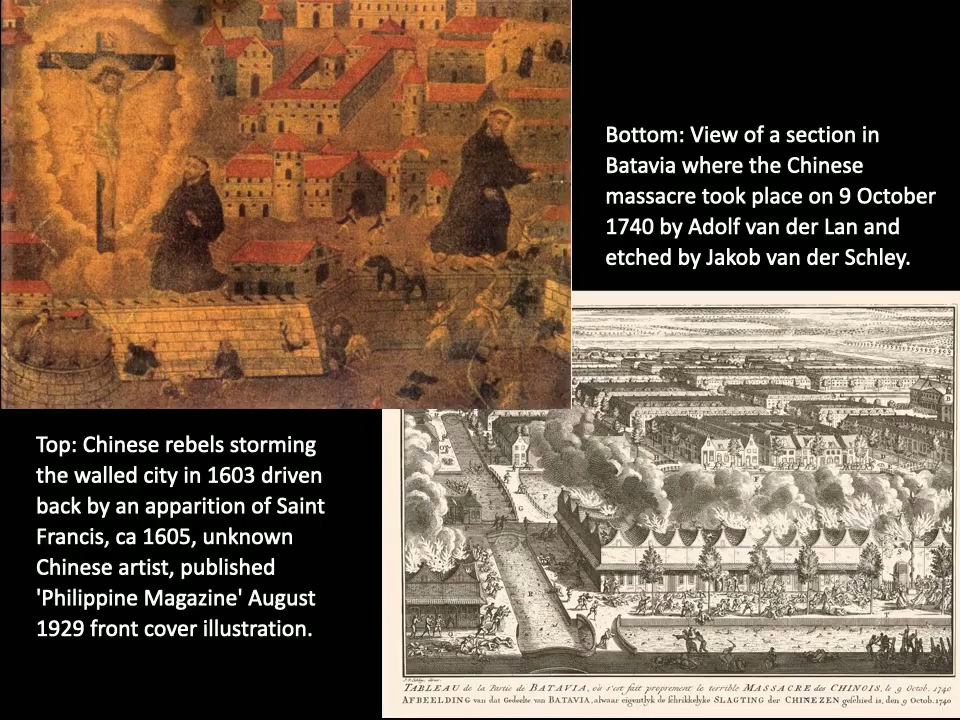 Bottom: View of a section in
Batavia where the Chinese
massacre took place on 9 October
1740 by Adolf van der Lan and
etched by Jakob van der Schley.
Top: Chinese rebels storming
the walled city in 1603 driven
back by an apparition of Saint
Francis, ca 1605, unknown
Chinese artist, published
'Philippine Magazine' August
1929 front cover illustration.
TABLEAU de la Partie de BATAVIA, où s'est fait proprement le terrible MASSACRE des CHINOIS, le 9 Octob. 1740
AFBEELDING van dat Gedeelte van BATAVIA, alwaar eigentlyk de schrikkelyke SLAGTING der CHINEZEN geschied is, den 9 Octob. 1740